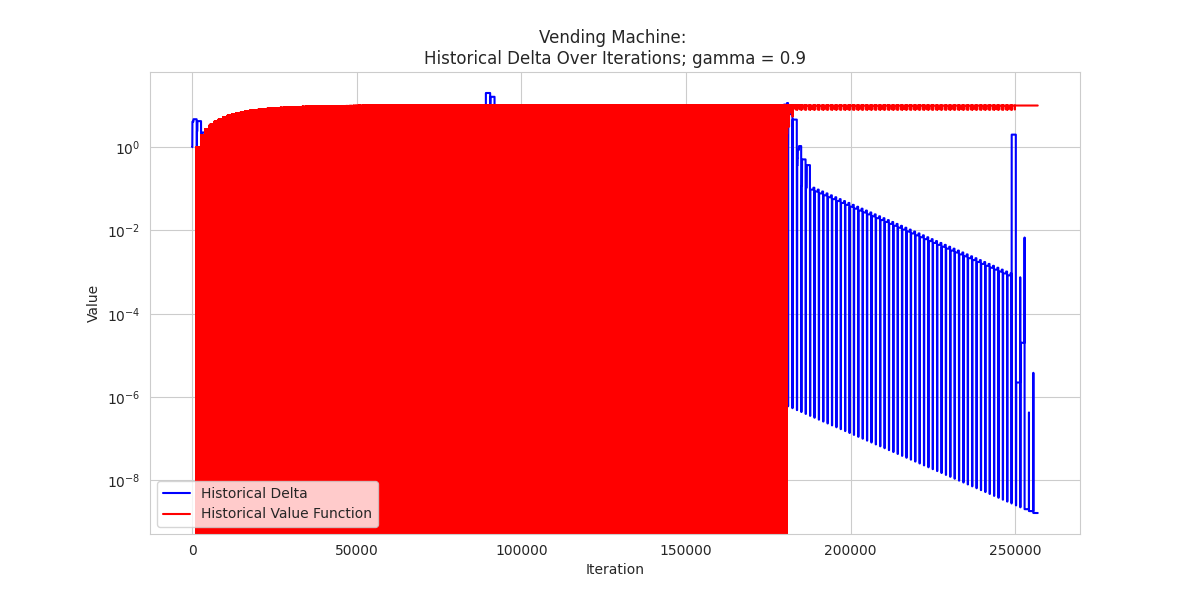 Vending Machine:
Historical Delta Over Iterations; gamma = 0.9
Value
10^0
10^-2
10^-4
10^-6
10^-8
Historical Delta
Historical Value Function
0
50000
100000
150000
200000
250000
Iteration